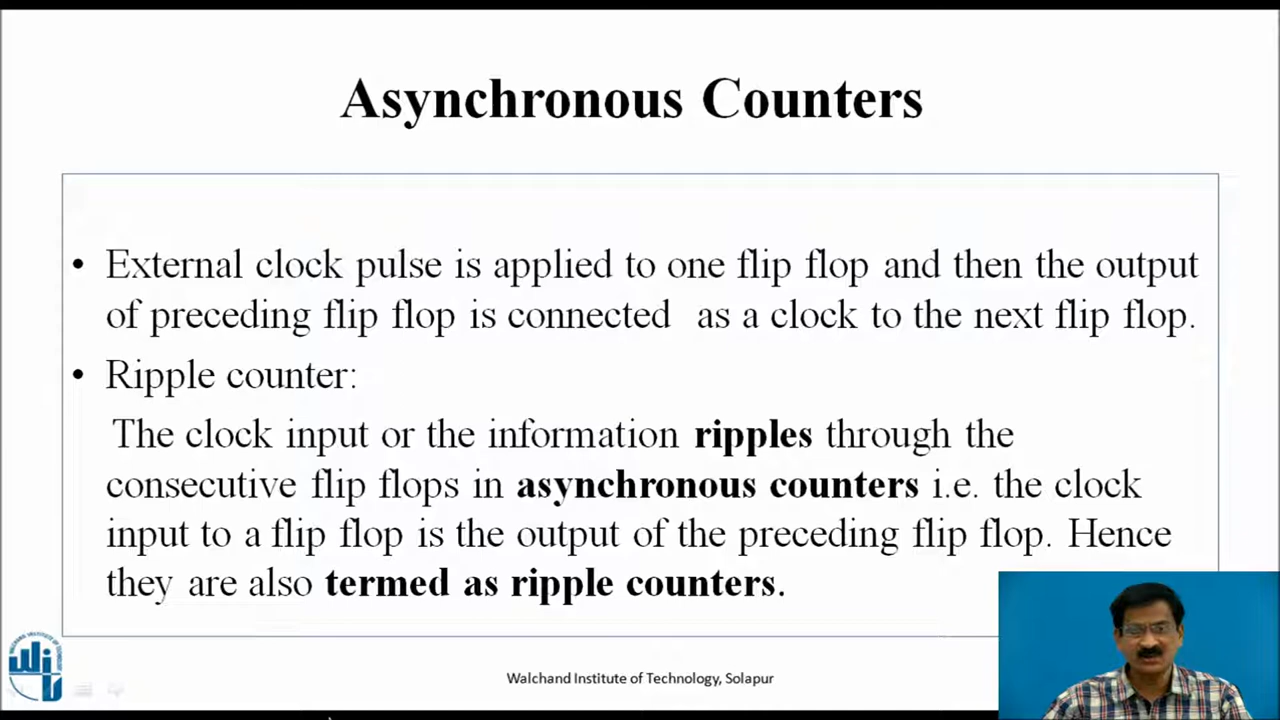 Asynchronous Counters
• External clock pulse is applied to one flip flop and then the output
of preceding flip flop is connected as a clock to the next flip flop.
• Ripple counter:
The clock input or the information ripples through the
consecutive flip flops in asynchronous counters i.e. the clock
input to a flip flop is the output of the preceding flip flop. Hence
they are also termed as ripple counters.
Walchand Institute of Technology, Solapur